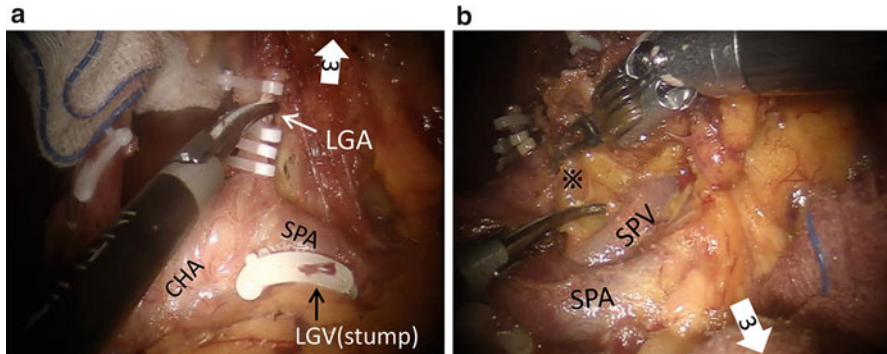 a
3
LGA
SPA
CHA
LGV(stump)
b
※
SPV
SPA
3